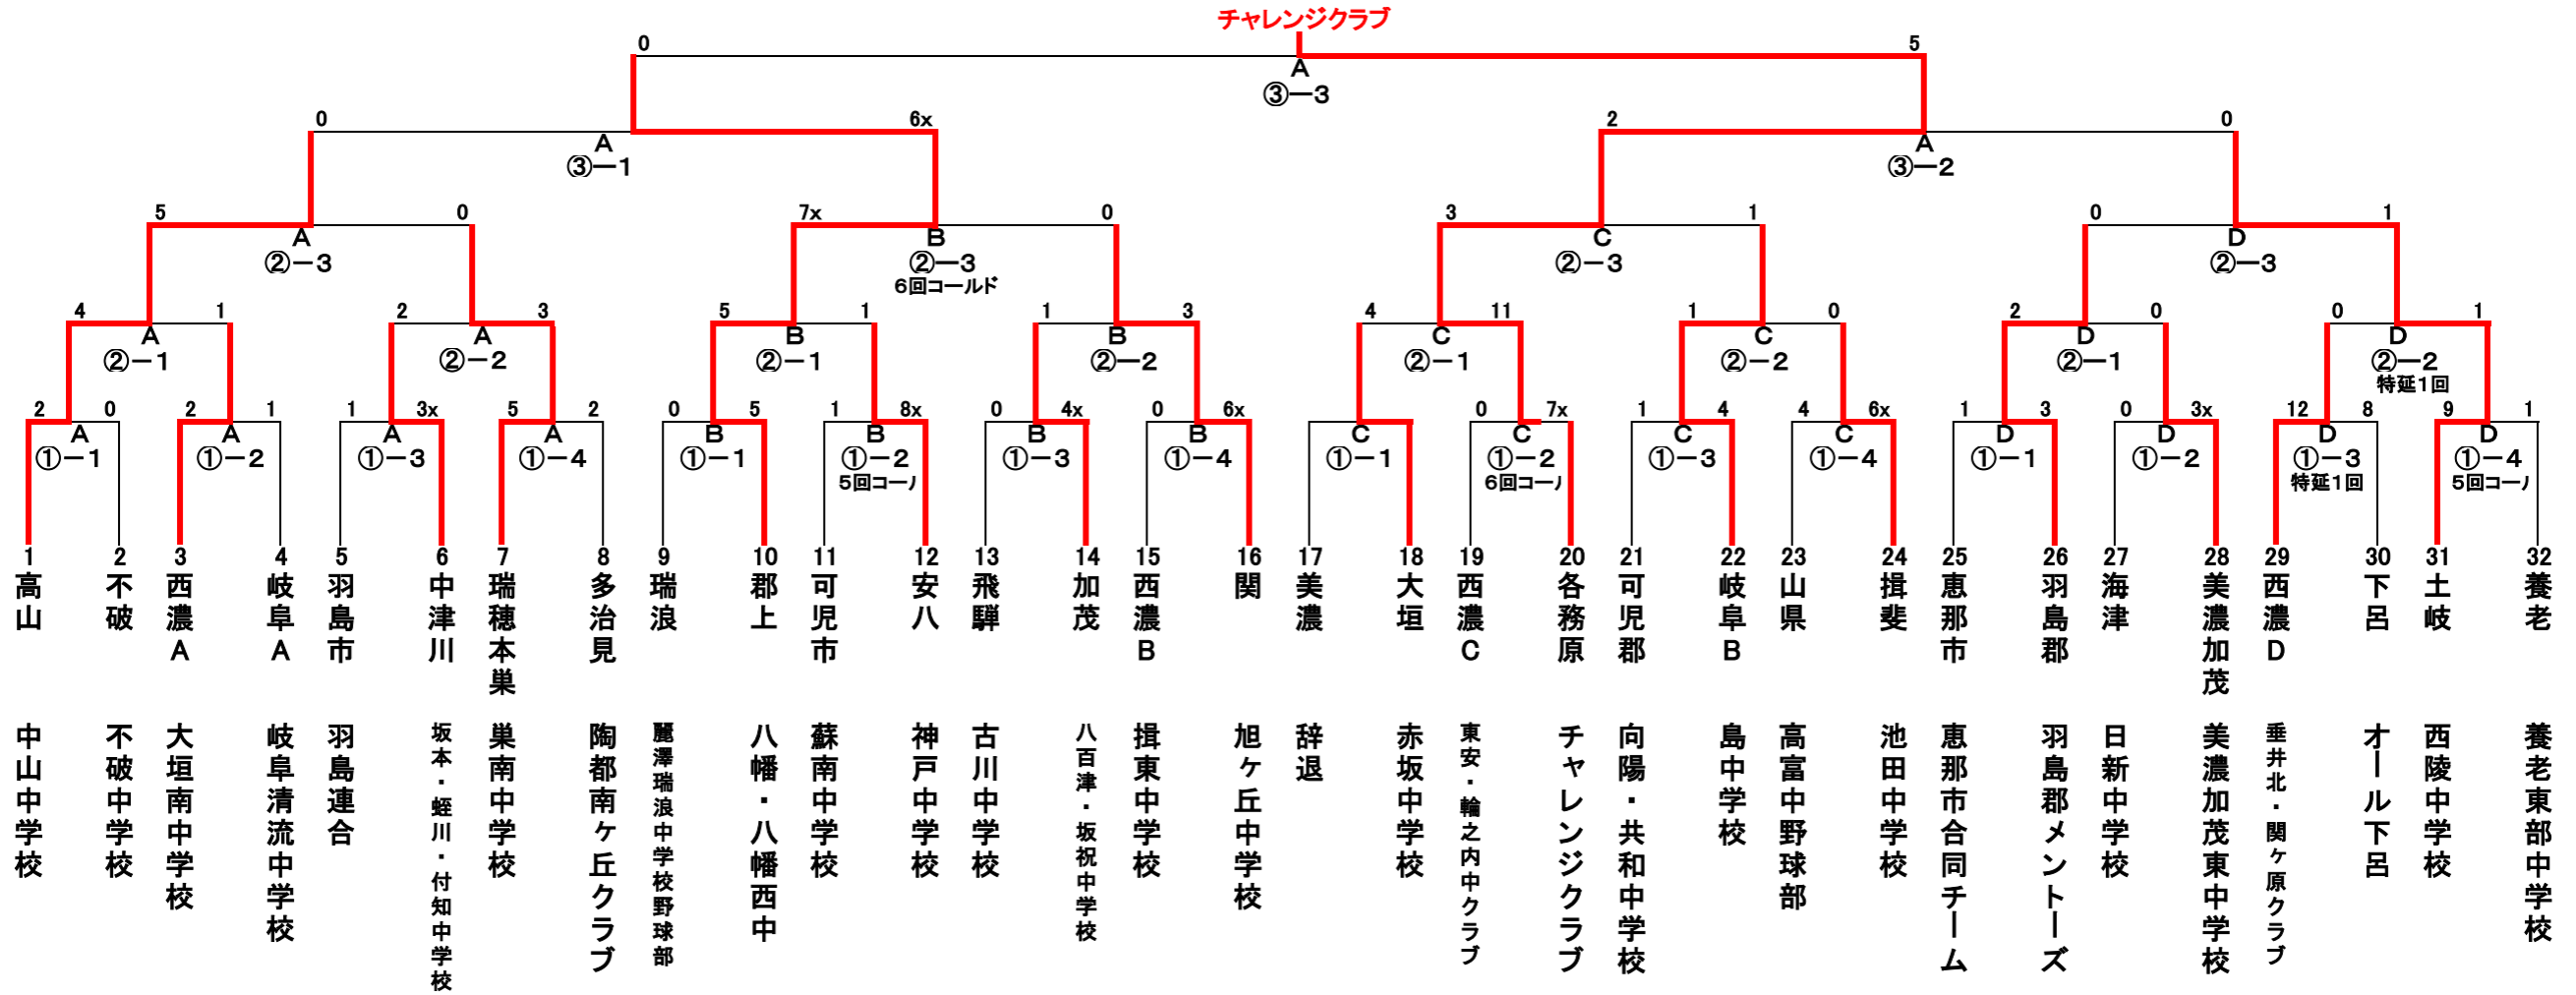 チャレンジクラブ
0 5
A
③－3
0 6x 2 0
A A
③－1 ③－2
5 0 7x 0 3 1 0 1
A B C D
②－3 ②－3 ②－3 ②－3
6回コールド
4 1 2 3 5 1 1 3 4 11 1 0 2 0 0 1
A A B B C C D D
②－1 ②－2 ②－1 ②－2 ②－1 ②－2 ②－1 ②－2
特延1回
2 0 2 1 1 3x 5 2 0 5 1 8x 0 4x 0 6x 0 7x 1 4 4 6x 1 3 0 3x 12 8 9 1
A A A A B B B B C C C C D D D D
①－1 ①－2 ①－3 ①－4 ①－1 ①－2 ①－3 ①－4 ①－1 ①－2 ①－3 ①－4 ①－1 ①－2 ①－3 ①－4
5回コー 6回コー 特延1回 5回コー
1 2 3 4 5 6 7 8 9 10 11 12 13 14 15 16 17 18 19 20 21 22 23 24 25 26 27 28 29 30 31 32
高山
不破
西濃A
岐阜A
羽島市
中津川
瑞穂本巣
多治見
瑞浪
郡上
可児市
安八
飛騨
加茂
西濃B
関
美濃
大垣
西濃C
各務原
可児郡
岐阜B
山県
揖斐
恵那市
羽島郡
海津
美濃加茂
西濃D
下呂
土岐
養老
中山中学校
不破中学校
大垣南中学校
岐阜清流中学校
羽島連合
坂本・蛭川・付知中学校
巣南中学校
陶都南ヶ丘クラブ
麗澤瑞浪中学校野球部
八幡・八幡西中
蘇南中学校
神戸中学校
古川中学校
八百津・坂祝中学校
揖東中学校
旭ヶ丘中学校
辞退
赤坂中学校
東安・輪之内中クラブ
チャレンジクラブ
向陽・共和中学校
島中学校
高富中野球部
池田中学校
恵那市合同チーム
羽島郡メントーズ
日新中学校
美濃加茂東中学校
垂井北・関ヶ原クラブ
オール下呂
西陵中学校
養老東部中学校